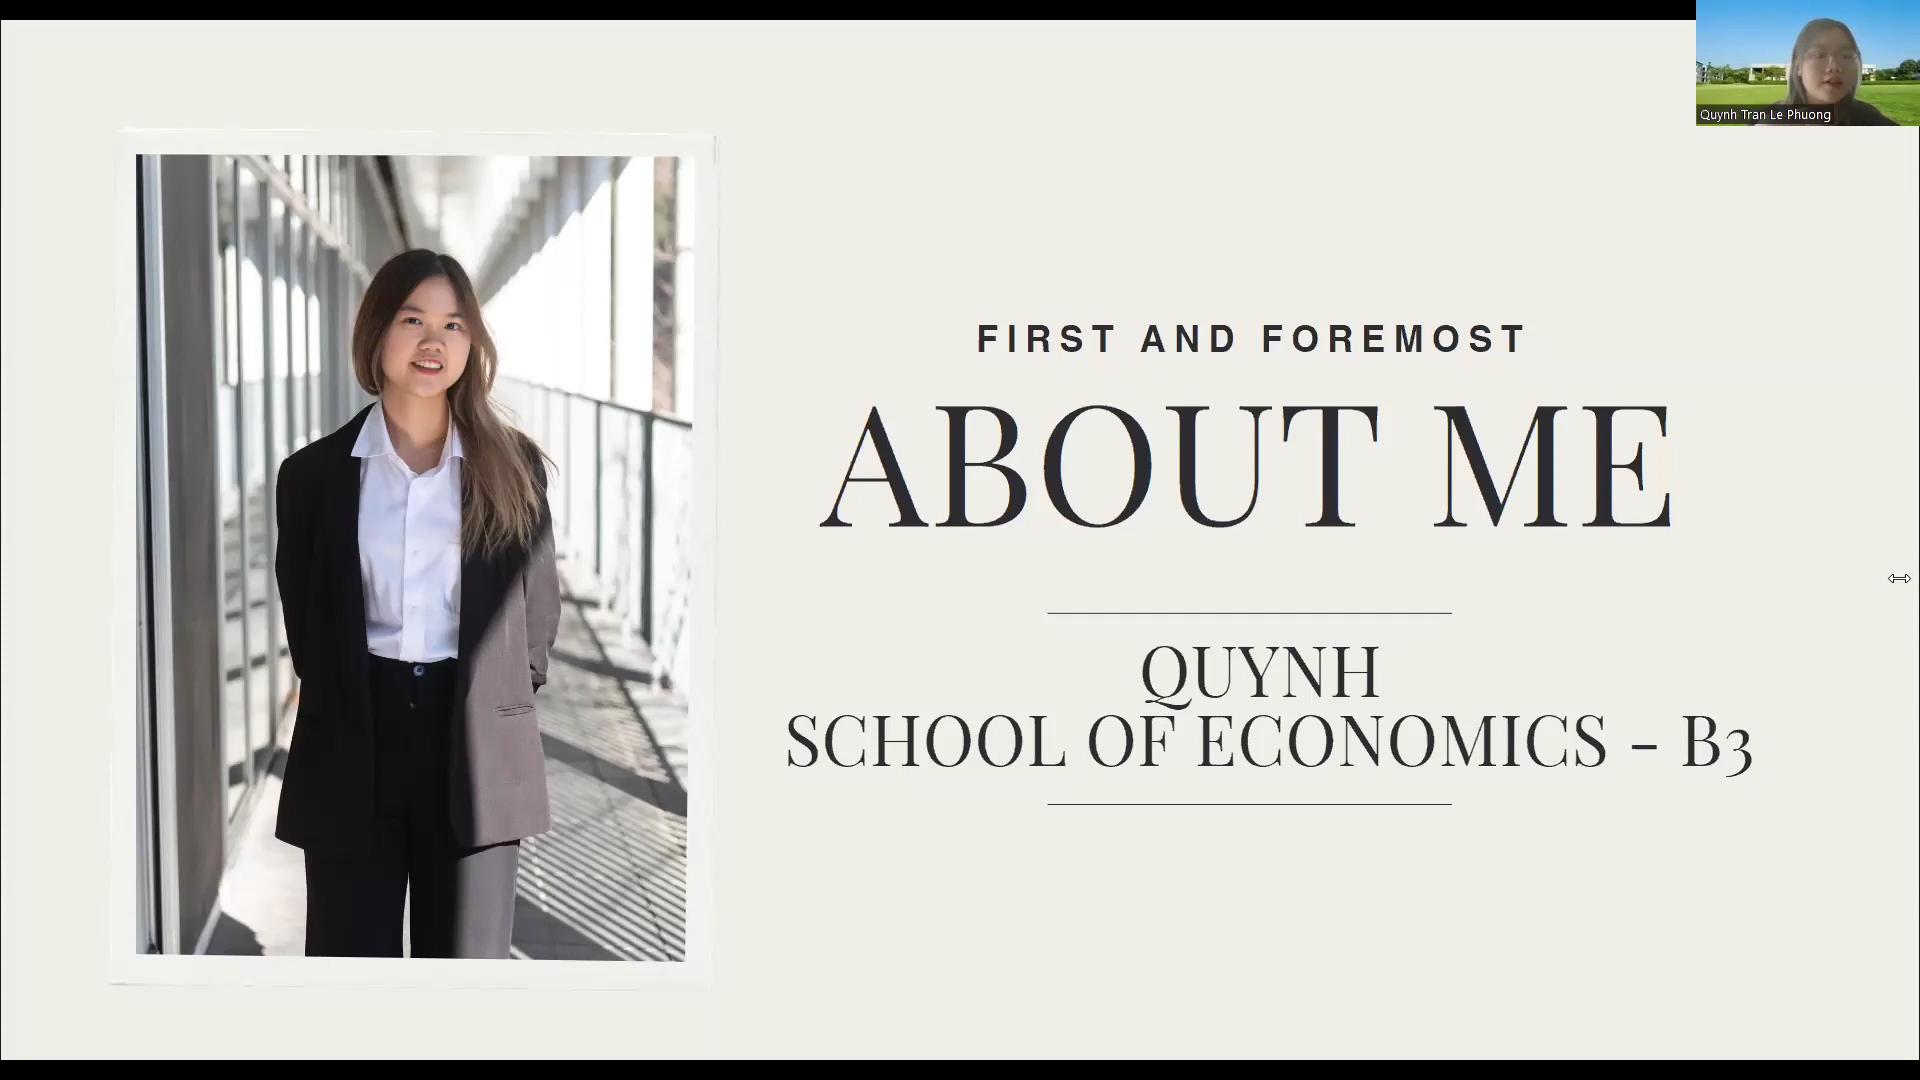 Quynh Tran Le Phuong
FIRST AND FOREMOST
ABOUT ME
QUYNH
SCHOOL OF ECONOMICS - B3